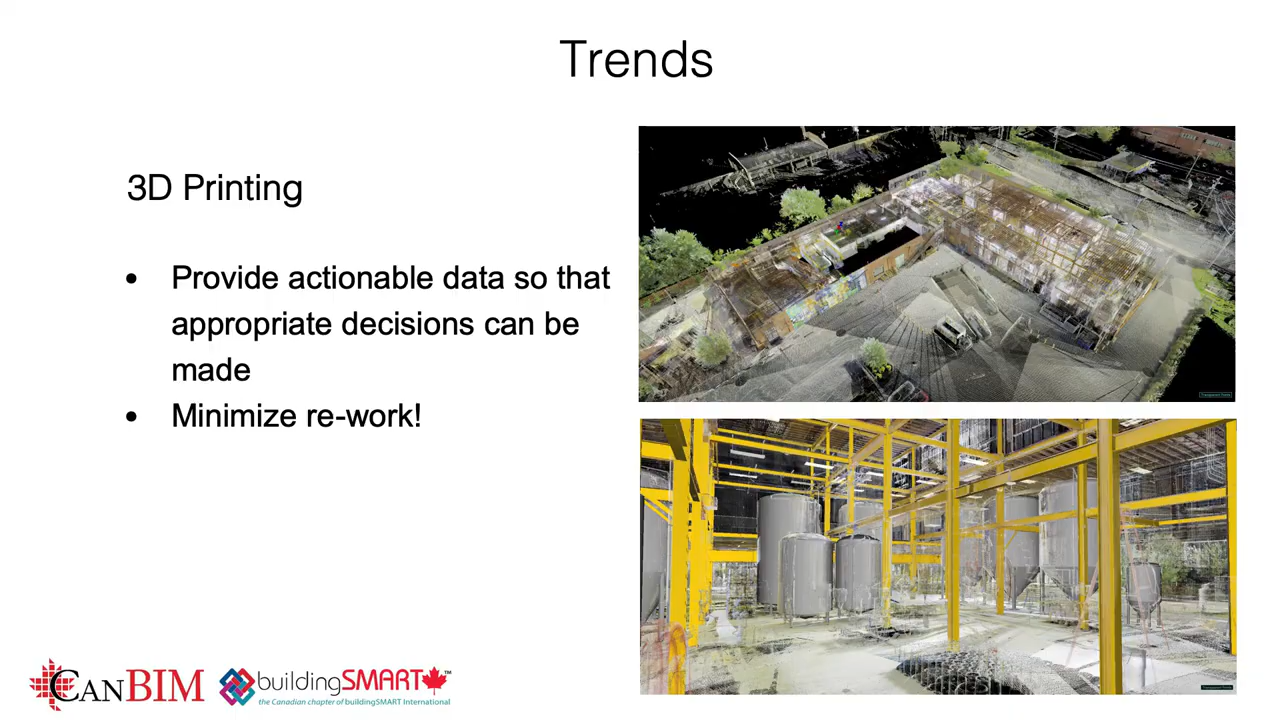 Trends
3D Printing
• Provide actionable data so that
appropriate decisions can be
made
• Minimize re-work!
CANBIM
buildingSMART™
the Canadian chapter of buildingSMART International